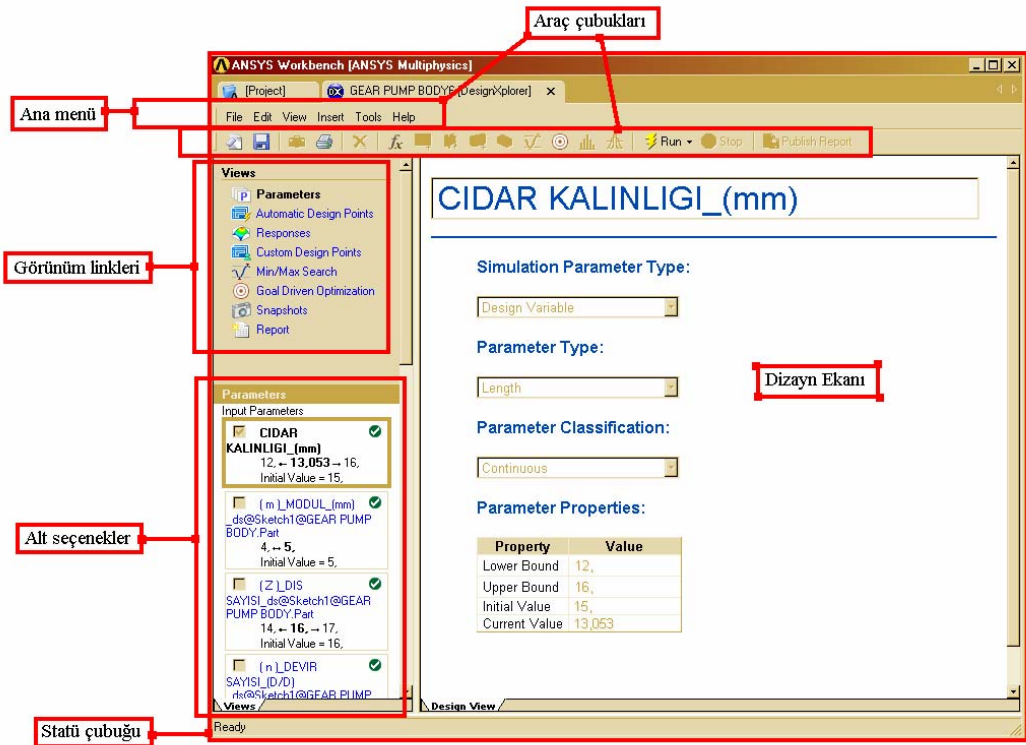 Araç çubukları
ANSYS Workbench [ANSYS Multiphysics]
[Project]
GEAR PUMP BODY6 [DesignXplorer]
Ana menü
File Edit View Insert Tools Help
Run
Stop
Publish Report
Views
Parameters
Automatic Design Points
Responses
Custom Design Points
Min/Max Search
Goal Driven Optimization
Snapshots
Report
Görünüm linkleri
CIDAR KALINLIGI_(mm)
Simulation Parameter Type:
Design Variable
Parameter Type:
Length
Dizayn Ekanı
Parameter Classification:
Continuous
Parameter Properties:
Property Value
Lower Bound 12,
Upper Bound 16,
Initial Value 15,
Current Value 13,053
Parameters
Input Parameters
CIDAR
KALINLIGI_(mm)
12, ← 13,053 → 16,
Initial Value = 15,
(m)_MODUL_(mm)
_ds@Sketch1@GEAR PUMP
BODY.Part
4, ↔ 5,
Initial Value = 5,
Alt seçenekler
(Z)_DIS
SAYISI_ds@Sketch1@GEAR
PUMP BODY.Part
14, ← 16, → 17,
Initial Value = 16,
(n)_DEVIR
SAYISI_(D/D)
_ds@Sketch1@GEAR PUMP
Views
Design View
Statü çubuğu
Ready